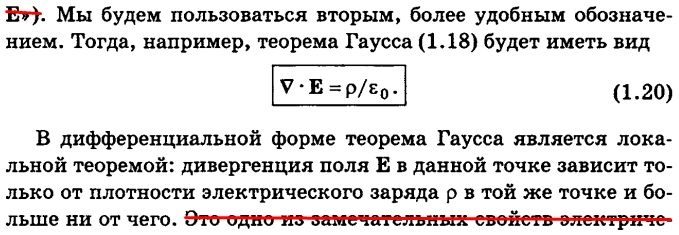 Е»). Мы будем пользоваться вторым, более удобным обозначе-
нием. Тогда, например, теорема Гаусса (1.18) будет иметь вид
∇ · E = ρ/ε₀. (1.20)
В дифференциальной форме теорема Гаусса является лока-
льной теоремой: дивергенция поля E в данной точке зависит то-
лько от плотности электрического заряда ρ в той же точке и бо-
льше ни от чего. Это одно из замечательных свойств электриче-